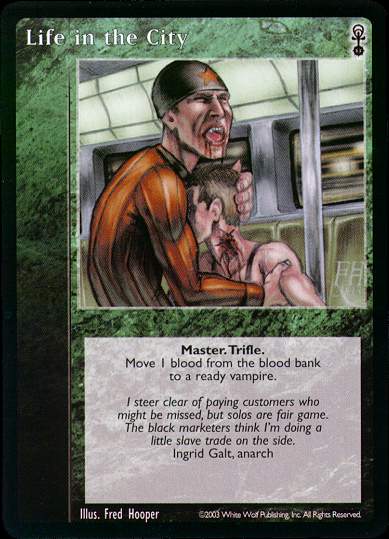 Life in the City
FH
Master. Trifle.
Move 1 blood from the blood bank
to a ready vampire.
I steer clear of paying customers who
might be missed, but solos are fair game.
The black marketers think I'm doing a
little slave trade on the side.
Ingrid Galt, anarch
Illus. Fred Hooper
©2003 White Wolf Publishing, Inc. All Rights Reserved.